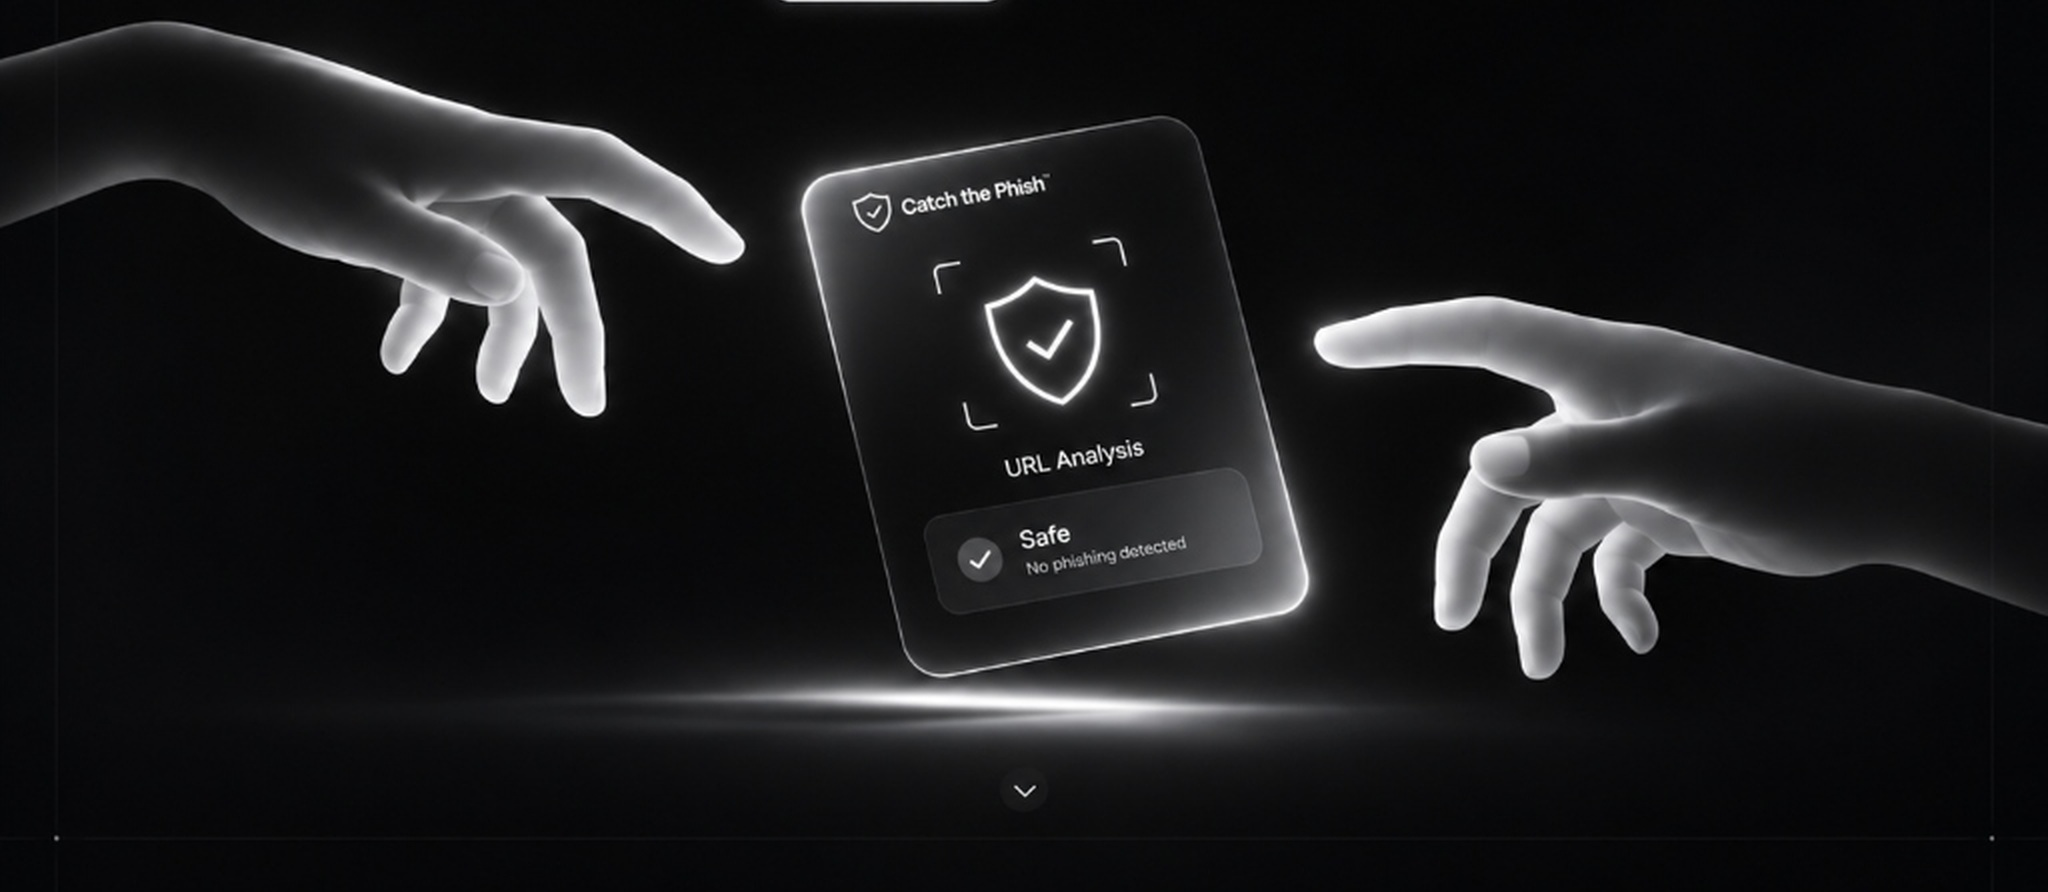 Catch the Phish™
URL Analysis
Safe
No phishing detected